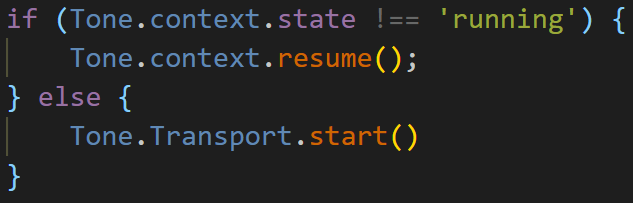 if (Tone.context.state !== 'running') {
    Tone.context.resume();
} else {
    Tone.Transport.start()
}